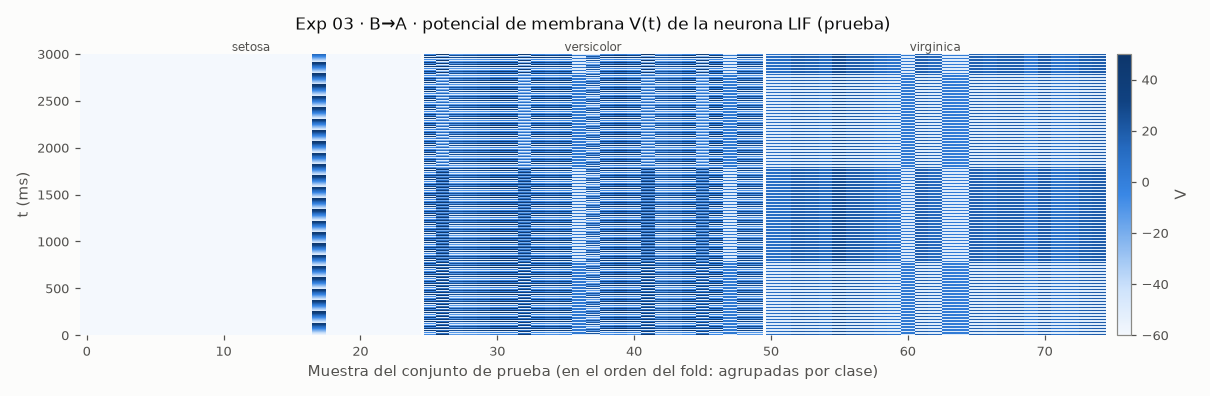 Exp 03 · B→A · potencial de membrana V(t) de la neurona LIF (prueba)
setosa versicolor virginica
3000
2500
2000
1500
1000
500
0
t (ms)
0 10 20 30 40 50 60 70
Muestra del conjunto de prueba (en el orden del fold: agrupadas por clase)
40
20
0
−20
−40
−60
V